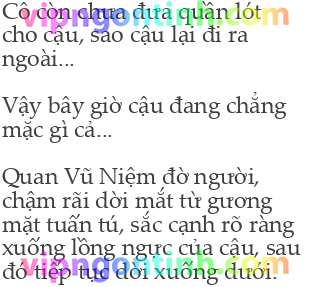 Cô còn chưa đưa quần lót
cho cậu, sao cậu lại đi ra
ngoài...
Vậy bây giờ cậu đang chẳng
mặc gì cả...
Quan Vũ Niệm đờ người,
chậm rãi dời mắt từ gương
mặt tuấn tú, sắc cạnh rõ ràng
xuống lồng ngực của cậu, sau
đó tiếp tục dời xuống dưới.
vipngontinh.com
vipngontinh.com